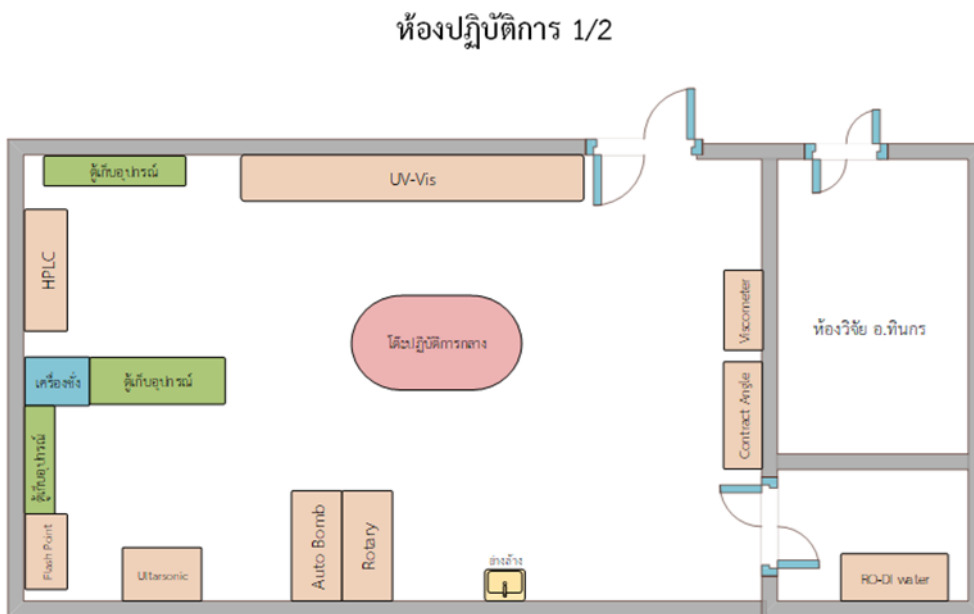 ห้องปฏิบัติการ 1/2
ตู้เก็บอุปกรณ์
UV-Vis
HPLC
โต๊ะปฏิบัติการกลาง
Viscometer
ห้องวิจัย อ.ทินกร
เครื่องชั่ง
ตู้เก็บอุปกรณ์
Contract Angle
ตู้เก็บอุปกรณ์
Flash Point
Ultarsonic
Auto Bomb
Rotary
อ่างล้าง
RO-DI water